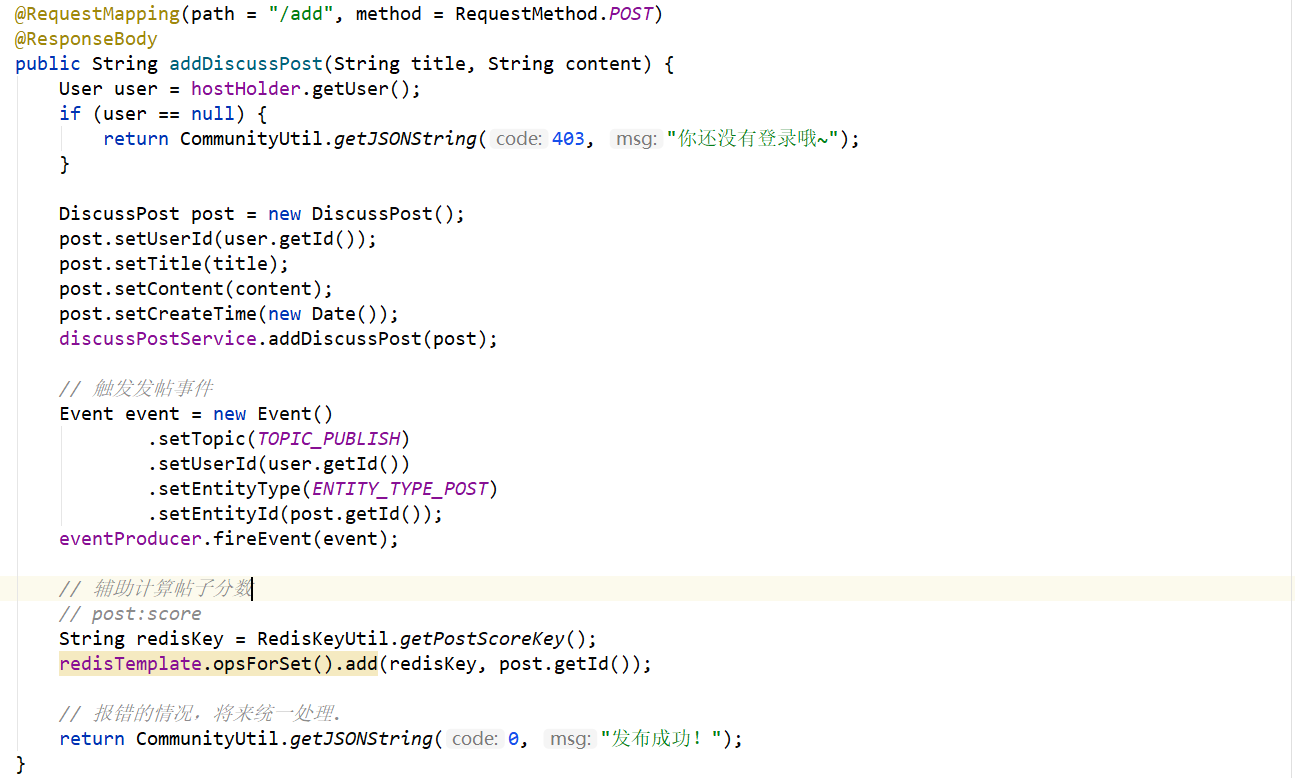 @RequestMapping(path = "/add", method = RequestMethod.POST)
@ResponseBody
public String addDiscussPost(String title, String content) {
    User user = hostHolder.getUser();
    if (user == null) {
        return CommunityUtil.getJSONString( code: 403, msg: "你还没有登录哦~");
    }

    DiscussPost post = new DiscussPost();
    post.setUserId(user.getId());
    post.setTitle(title);
    post.setContent(content);
    post.setCreateTime(new Date());
    discussPostService.addDiscussPost(post);

    // 触发发帖事件
    Event event = new Event()
            .setTopic(TOPIC_PUBLISH)
            .setUserId(user.getId())
            .setEntityType(ENTITY_TYPE_POST)
            .setEntityId(post.getId());
    eventProducer.fireEvent(event);

    // 辅助计算帖子分数
    // post:score
    String redisKey = RedisKeyUtil.getPostScoreKey();
    redisTemplate.opsForSet().add(redisKey, post.getId());

    // 报错的情况，将来统一处理.
    return CommunityUtil.getJSONString( code: 0, msg: "发布成功！");
}